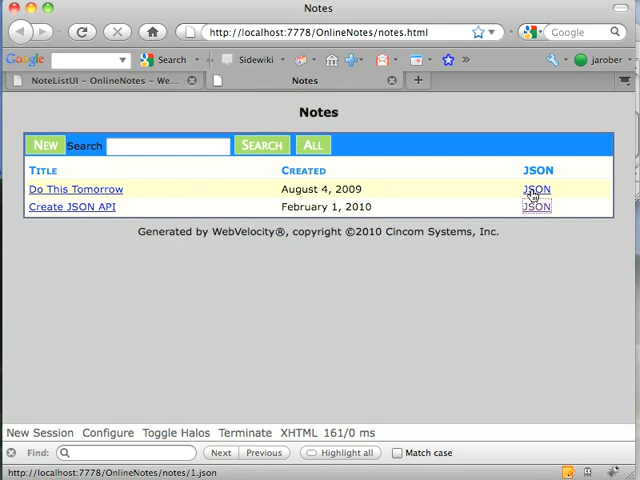 Notes
http://localhost:7778/OnlineNotes/notes.html
Google
Google
Search
Sidewiki
jarober
NoteListUI - OnlineNotes - We...
Notes
Notes
NEW Search SEARCH ALL
TITLE CREATED JSON
Do This Tomorrow August 4, 2009 JSON
Create JSON API February 1, 2010 JSON
Generated by WebVelocity®, copyright ©2010 Cincom Systems, Inc.
New Session Configure Toggle Halos Terminate XHTML 161/0 ms
Find: Next Previous Highlight all Match case
http://localhost:7778/OnlineNotes/notes/1.json